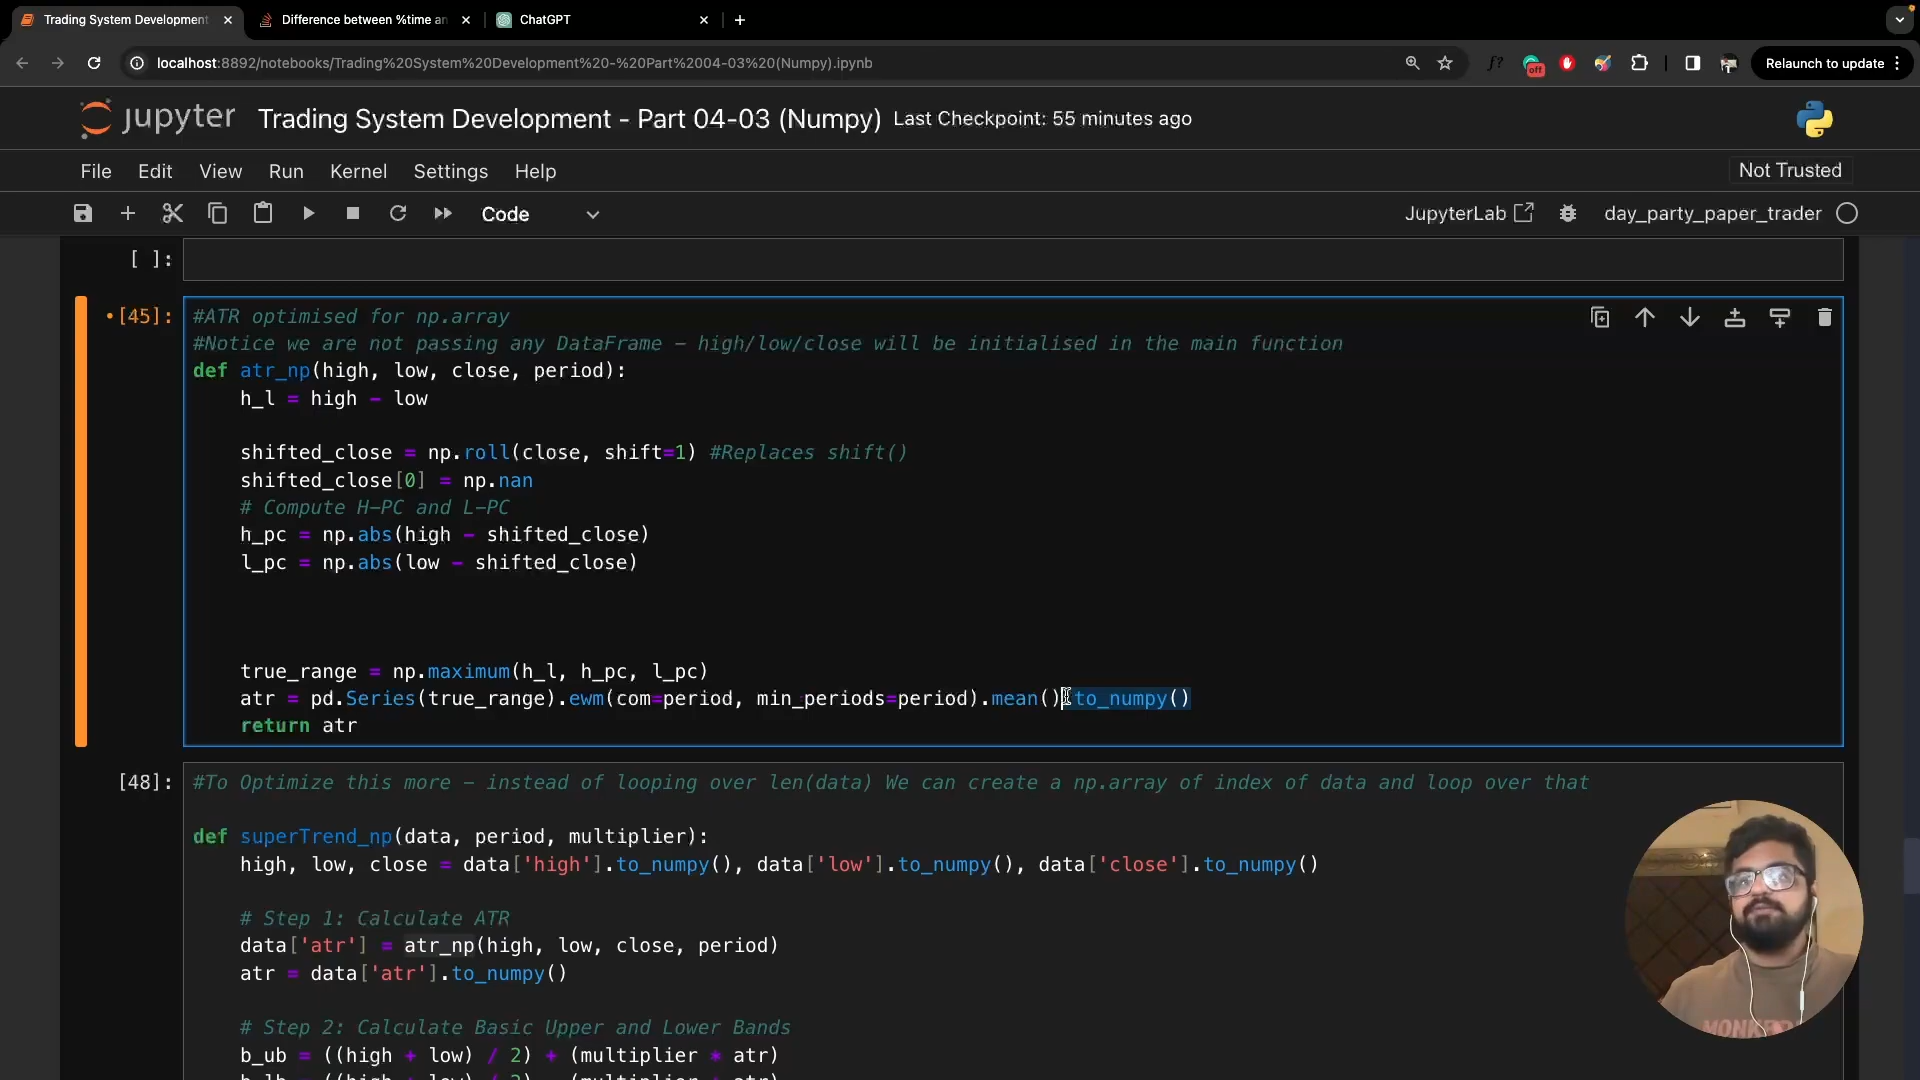 Trading System Development
Difference between %time an
ChatGPT
localhost:8892/notebooks/Trading%20System%20Development%20-%20Part%2004-03%20(Numpy).ipynb
f?
off
Relaunch to update
jupyter
Trading System Development - Part 04-03 (Numpy)
Last Checkpoint: 55 minutes ago
File
Edit
View
Run
Kernel
Settings
Help
Not Trusted
Code
JupyterLab
day_party_paper_trader
[ ]:
[45]:
#ATR optimised for np.array
#Notice we are not passing any DataFrame – high/low/close will be initialised in the main function
def atr_np(high, low, close, period):
h_l = high - low
shifted_close = np.roll(close, shift=1) #Replaces shift()
shifted_close[0] = np.nan
# Compute H-PC and L-PC
h_pc = np.abs(high - shifted_close)
l_pc = np.abs(low - shifted_close)
true_range = np.maximum(h_l, h_pc, l_pc)
atr = pd.Series(true_range).ewm(com=period, min_periods=period).mean().to_numpy()
return atr
[48]:
#To Optimize this more – instead of looping over len(data) We can create a np.array of index of data and loop over that
def superTrend_np(data, period, multiplier):
high, low, close = data['high'].to_numpy(), data['low'].to_numpy(), data['close'].to_numpy()
# Step 1: Calculate ATR
data['atr'] = atr_np(high, low, close, period)
atr = data['atr'].to_numpy()
# Step 2: Calculate Basic Upper and Lower Bands
b_ub = ((high + low) / 2) + (multiplier * atr)